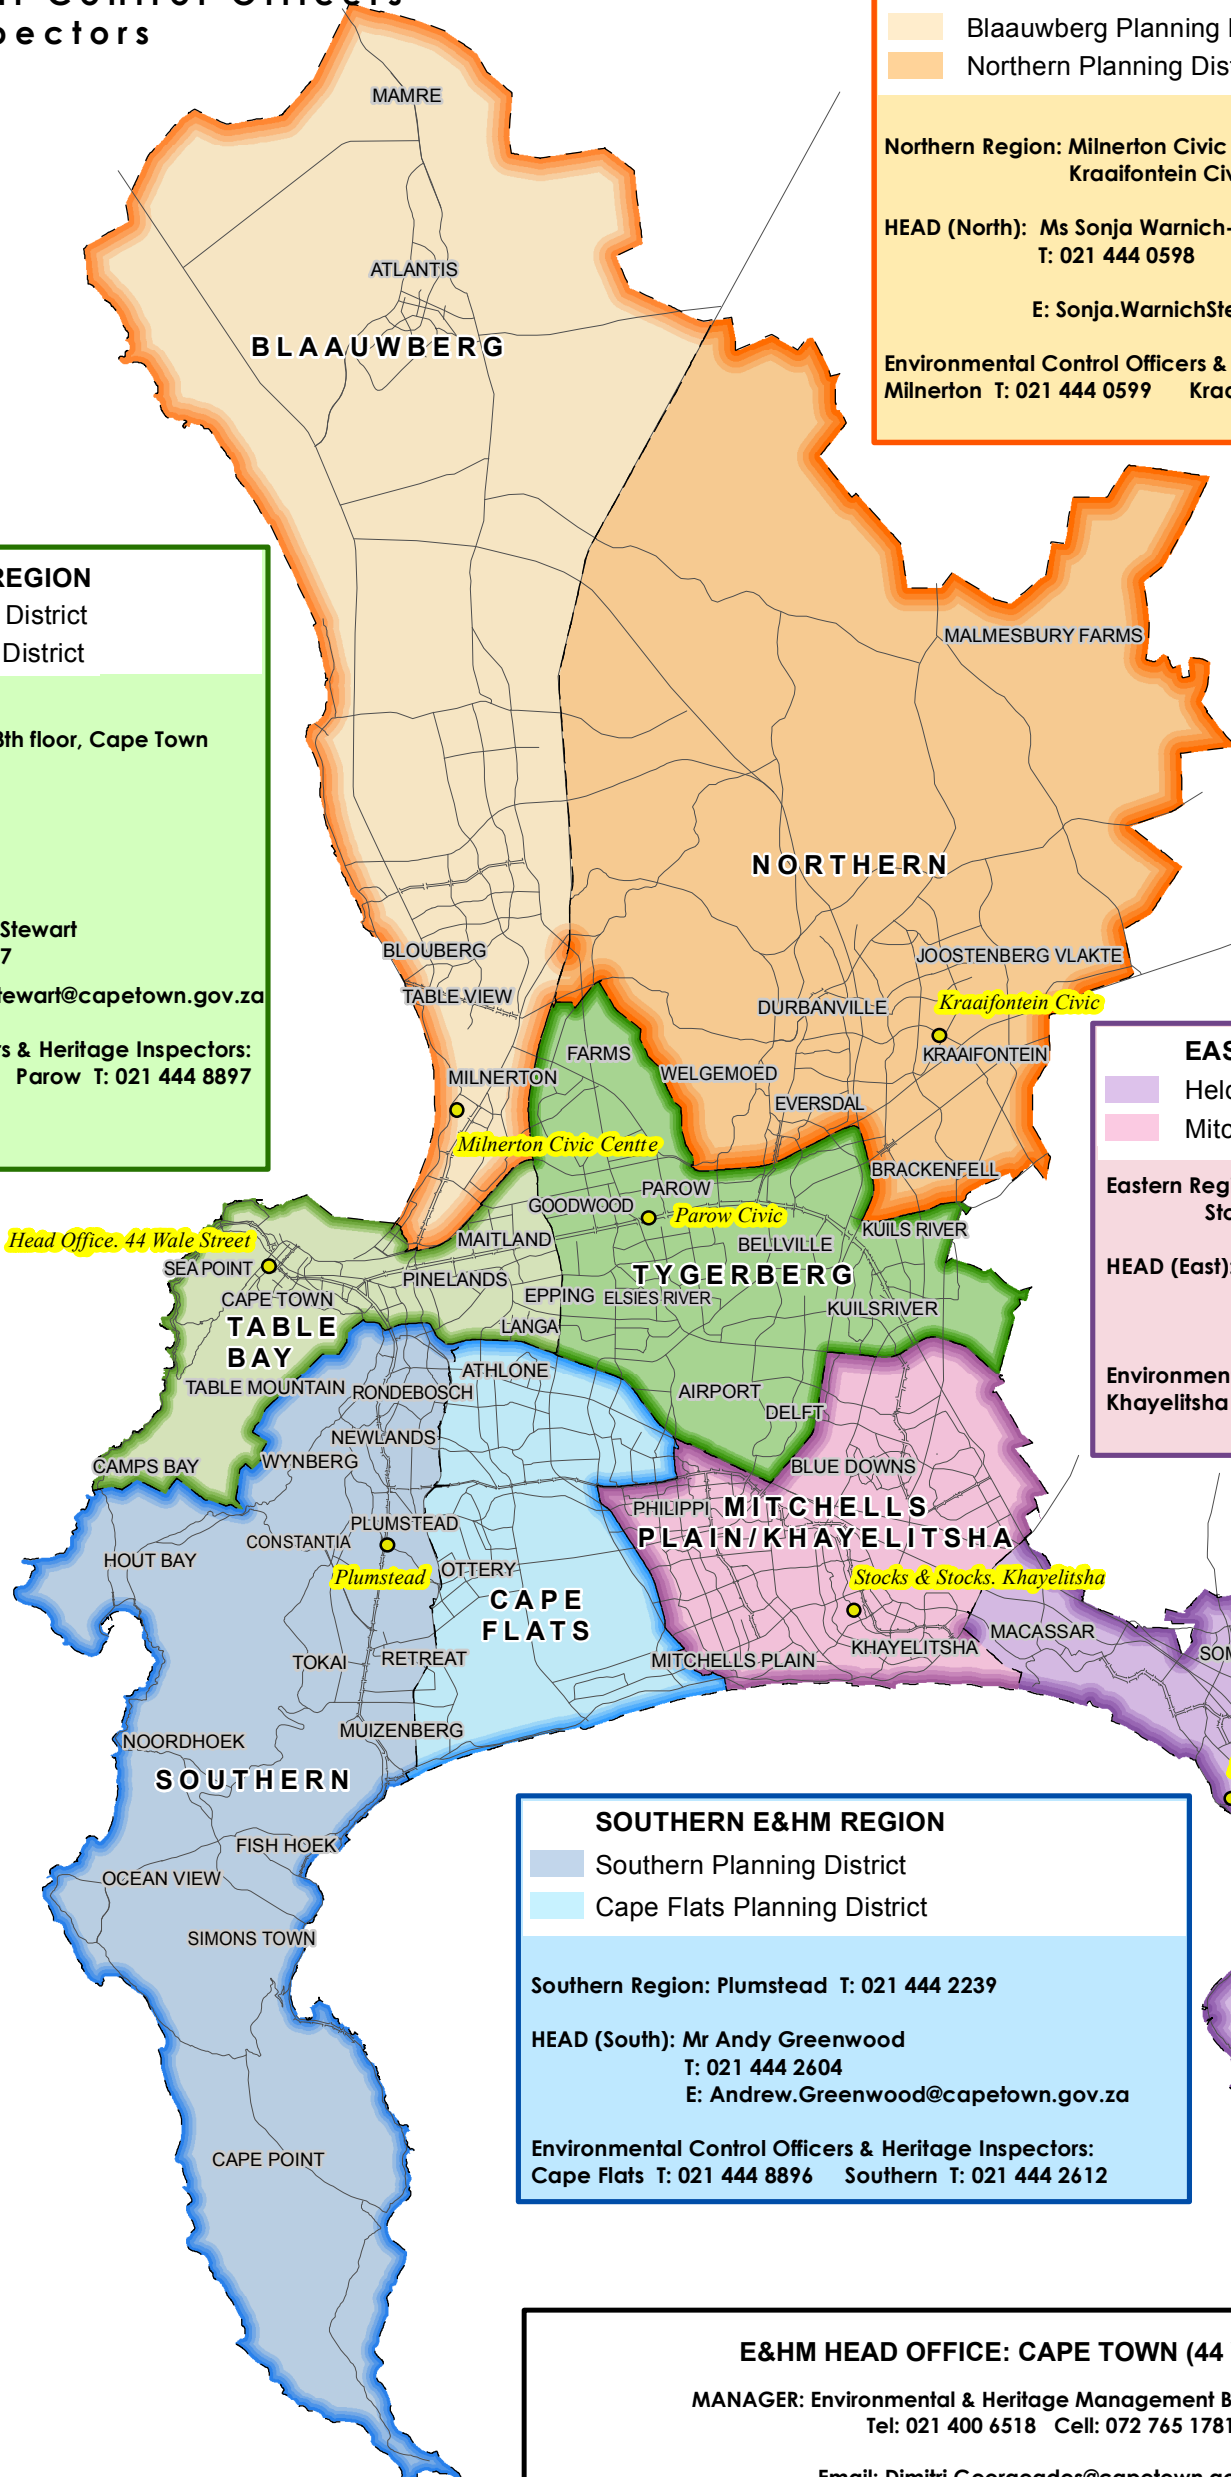 Control Officers
pectors
Blaauwberg Planning
Northern Planning
Northern Region: Milnerton Civic
Kraaifontein
HEAD (North): Ms Sonja Warnich-
T: 021 444 0598
E: Sonja.WarnichSte
Environmental Control Officers &
Milnerton T: 021 444 0599
MAMRE
ATLANTIS
BLAAUWBERG
REGION
District
District
8th floor, Cape Town
Stewart
7
tewart@capetown.gov.za
s & Heritage Inspectors:
Parow T: 021 444 8897
MALMESBURY FARMS
NORTHERN
BLOUBERG
JOOSTENBERG VLAKTE
TABLE VIEW
DURBANVILLE
Kraaifontein Civic
FARMS
KRAAIFONTEIN
MILNERTON
WELGEMOED
EVERSDAL
Milnerton Civic Centte
BRACKENFELL
PAROW
GOODWOOD
Parow Civic
KUILS RIVER
Head Office. 44 Wale Street
MAITLAND
BELLVILLE
SEA POINT
PINELANDS
TYGERBERG
CAPE TOWN
EPPING
ELSIES RIVER
KUILSRIVER
TABLE
BAY
LANGA
ATHLONE
TABLE MOUNTAIN
RONDEBOSCH
AIRPORT
DELFT
NEWLANDS
CAMPS BAY
WYNBERG
BLUE DOWNS
PHILIPPI
MITCHELLS
PLAIN/KHAYELITSHA
PLUMSTEAD
CONSTANTIA
HOUT BAY
Plumstead
OTTERY
Stocks & Stocks. Khayelitsha
CAPE
FLATS
MACASSAR
KHAYELITSHA
SOM
TOKAI
RETREAT
MITCHELLS PLAIN
MUIZENBERG
NOORDHOEK
SOUTHERN
FISH HOEK
OCEAN VIEW
SIMONS TOWN
CAPE POINT
EAS
Held
Mitc
Eastern Reg
Sto
HEAD (East):
Environmen
Khayelitsha
SOUTHERN E&HM REGION
Southern Planning District
Cape Flats Planning District
Southern Region: Plumstead T: 021 444 2239
HEAD (South): Mr Andy Greenwood
T: 021 444 2604
E: Andrew.Greenwood@capetown.gov.za
Environmental Control Officers & Heritage Inspectors:
Cape Flats T: 021 444 8896 Southern T: 021 444 2612
E&HM HEAD OFFICE: CAPE TOWN (44
MANAGER: Environmental & Heritage Management B
Tel: 021 400 6518 Cell: 072 765 1781